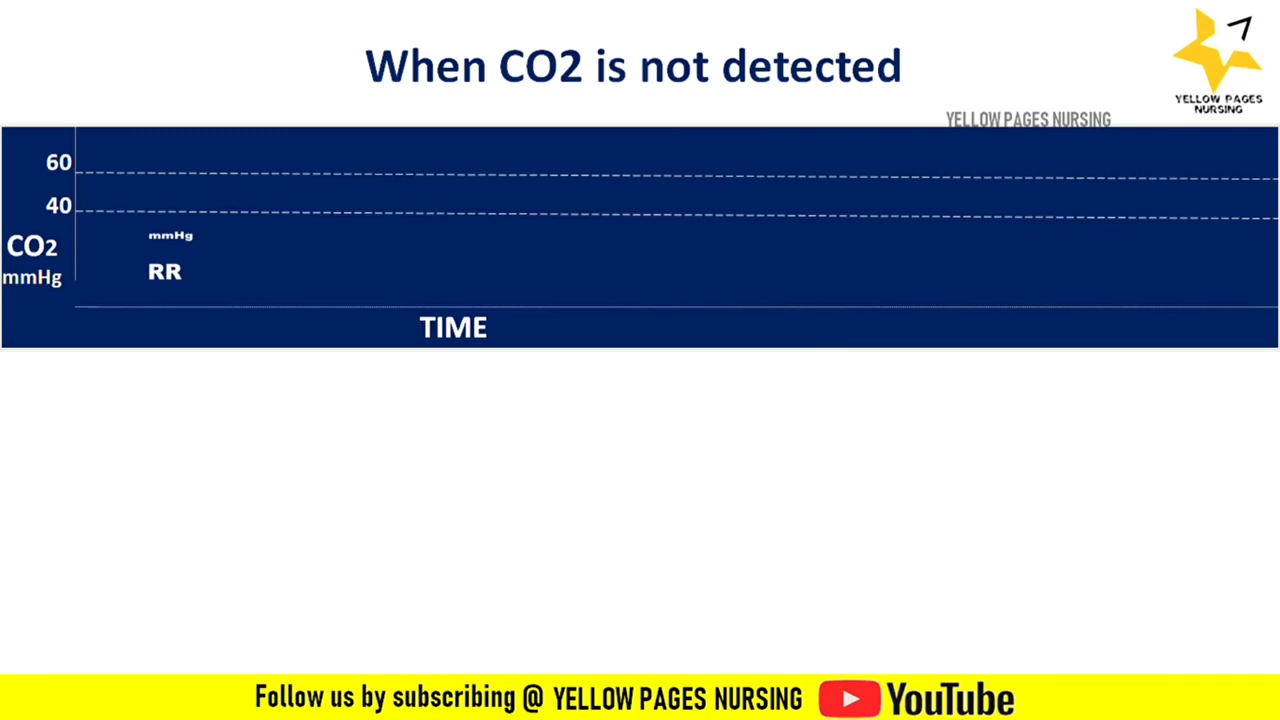 When CO2 is not detected
YELLOW PAGES
NURSING
YELLOW PAGES NURSING
60
40
CO2
mmHg
mmHg
RR
TIME
Follow us by subscribing @ YELLOW PAGES NURSING YouTube